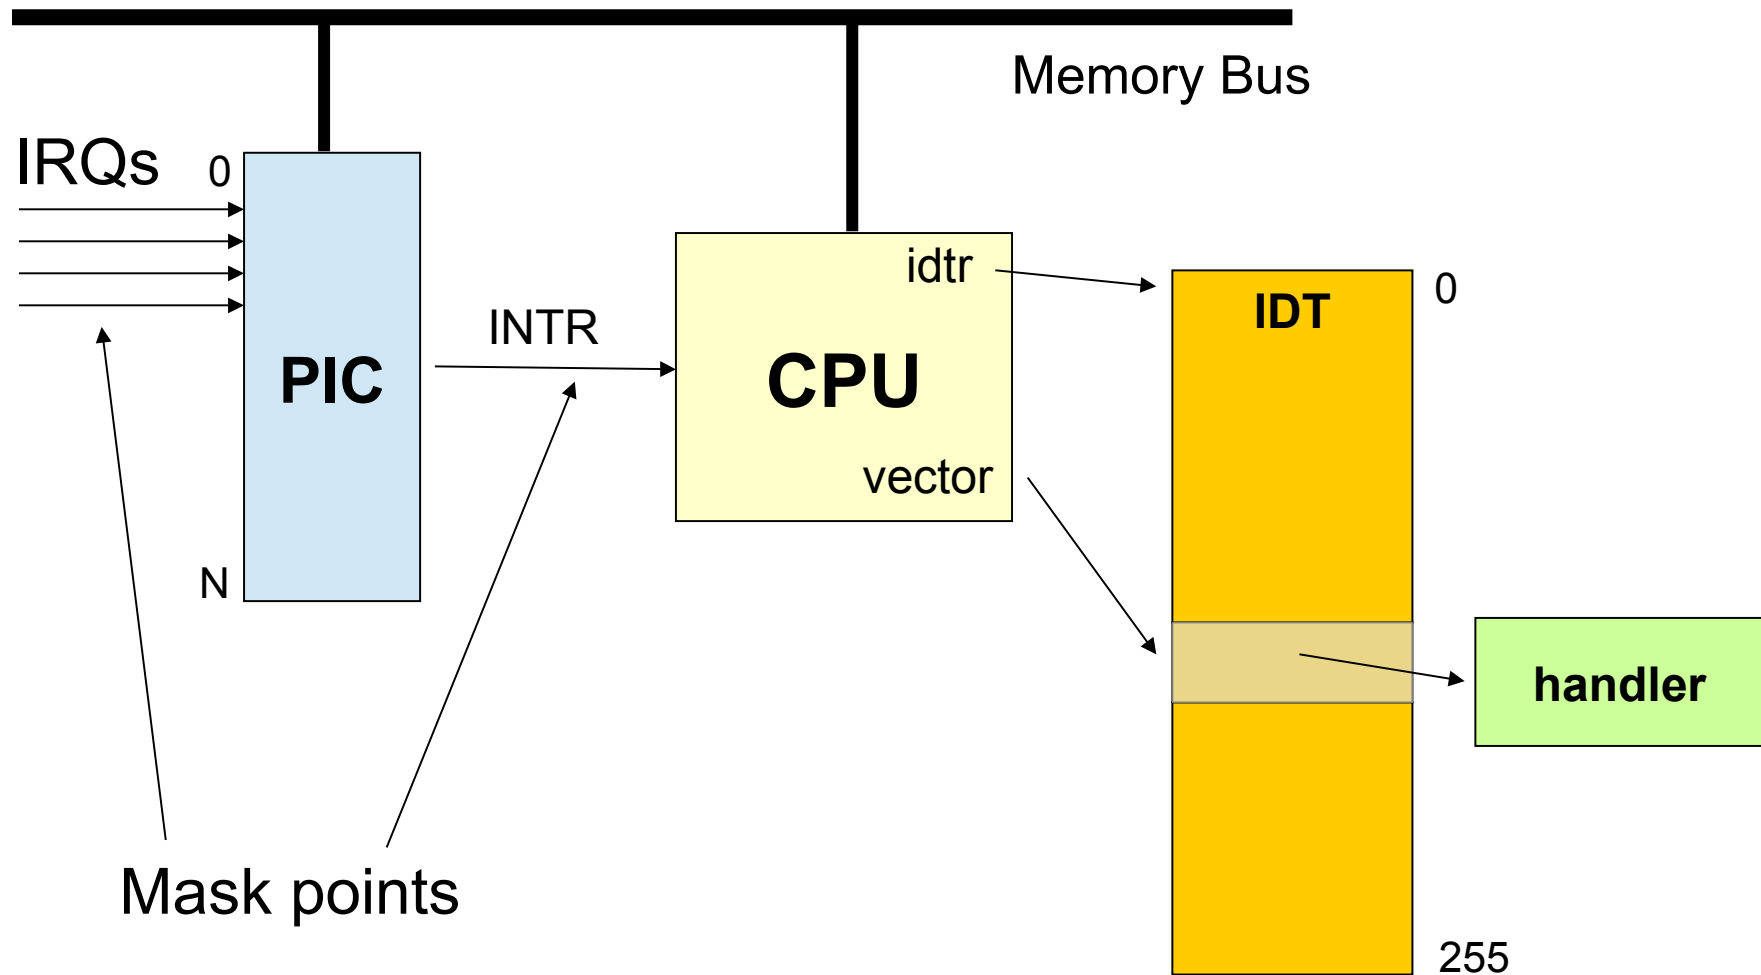 Memory Bus
IRQs
0
idtr
0
IDT
INTR
PIC
CPU
vector
N
handler
Mask points
255